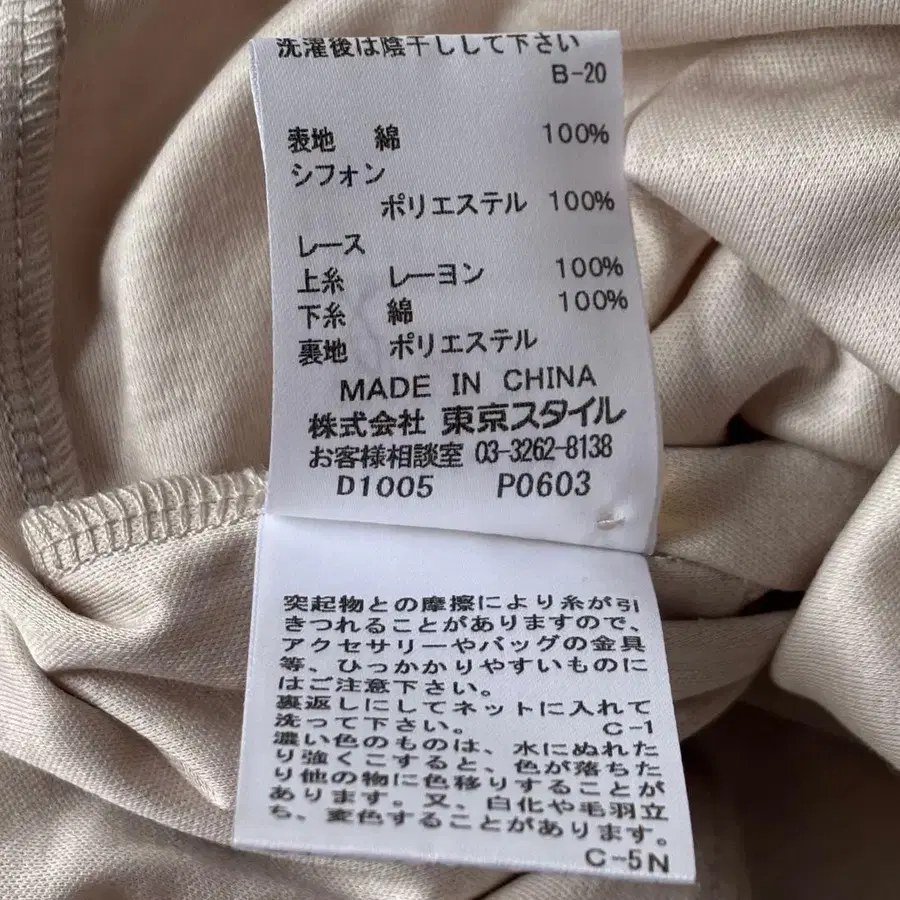 洗濯後は陰干しして下さい
B-20
表地 綿 100%
シフォン
ポリエステル 100%
レース
上糸 レーヨン 100%
下糸 綿 100%
裏地 ポリエステル
MADE IN CHINA
株式会社 東京スタイル
お客様相談室 03-3262-8138
D1005 P0603
突起物との摩擦により糸が引
きつれることがありますので、
アクセサリーやバッグの金具
等、ひっかかりやすいものに
はご注意下さい。
裏返しにしてネットに入れて
洗って下さい。 C-1
濃い色のものは、水にぬれた
り強くこすると、色が落ちた
り他の物に色移りすることが
あります。又、白化や毛羽立
ち、変色することがあります。
C-5N